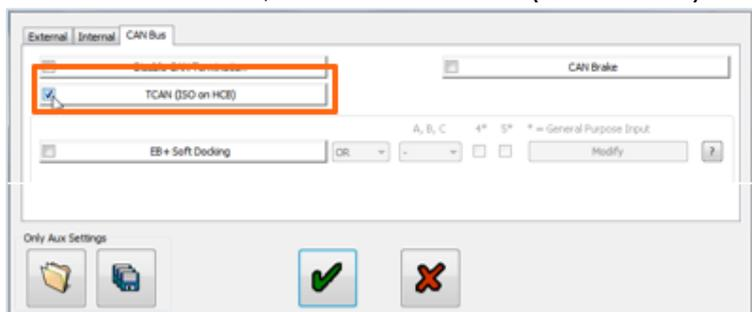 External Internal CAN Bus
CAN Brake
TCAN (ISO on HCB)
A, B, C 4* 5* * = General Purpose Input
EB+ Soft Docking OR - Modify ?
Only Aux Settings